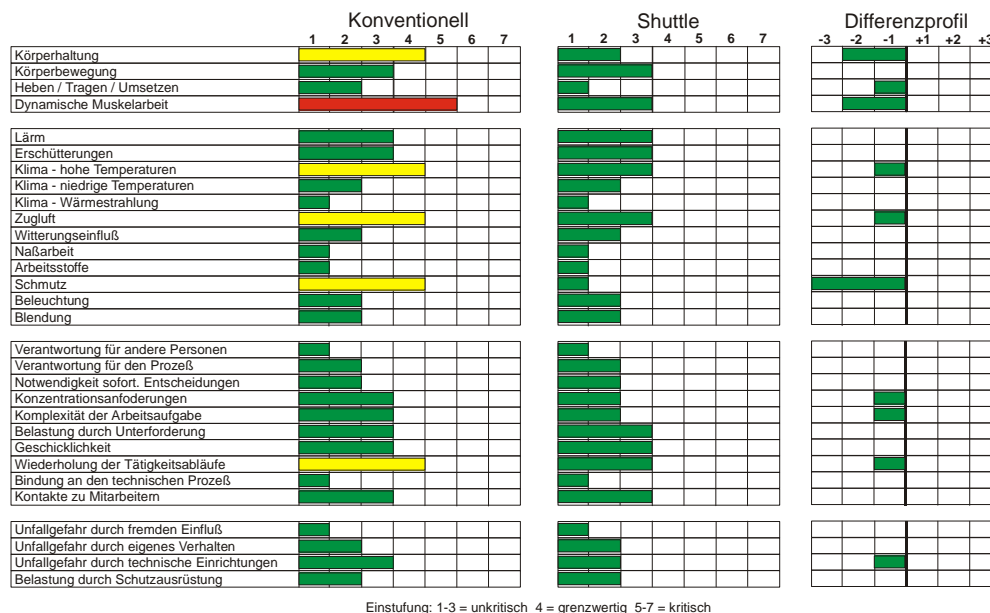 Konventionell Shuttle Differenzprofil
1 2 3 4 5 6 7 1 2 3 4 5 6 7 -3 -2 -1 +1 +2 +3
Körperhaltung
Körperbewegung
Heben / Tragen / Umsetzen
Dynamische Muskelarbeit
Lärm
Erschütterungen
Klima - hohe Temperaturen
Klima - niedrige Temperaturen
Klima - Wärmestrahlung
Zugluft
Witterungseinfluß
Naßarbeit
Arbeitsstoffe
Schmutz
Beleuchtung
Blendung
Verantwortung für andere Personen
Verantwortung für den Prozeß
Notwendigkeit sofort. Entscheidungen
Konzentrationsanfoderungen
Komplexität der Arbeitsaufgabe
Belastung durch Unterforderung
Geschicklichkeit
Wiederholung der Tätigkeitsabläufe
Bindung an den technischen Prozeß
Kontakte zu Mitarbeitern
Unfallgefahr durch fremden Einfluß
Unfallgefahr durch eigenes Verhalten
Unfallgefahr durch technische Einrichtungen
Belastung durch Schutzausrüstung
Einstufung: 1-3 = unkritisch 4 = grenzwertig 5-7 = kritisch